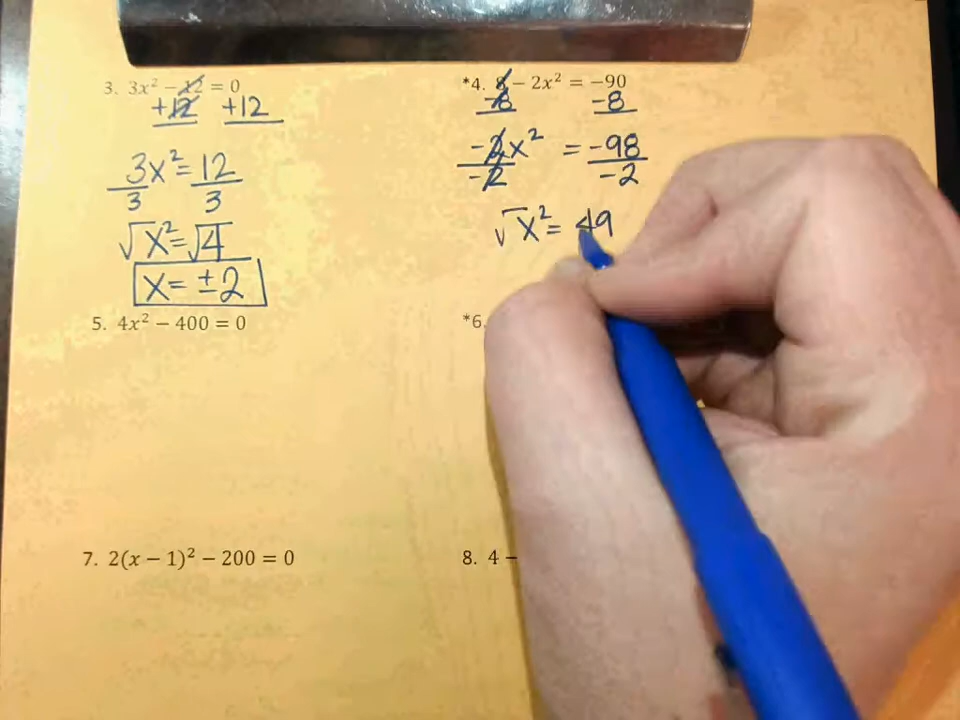 3. 3x² − 12 = 0
+12 +12
3x² = 12
3 3
√x² = √4
x = ±2
*4. 8 − 2x² = −90
−8 −8
−2x² = −98
−2 −2
√x² = 49
5. 4x² − 400 = 0
*6.
7. 2(x − 1)² − 200 = 0
8. 4 −